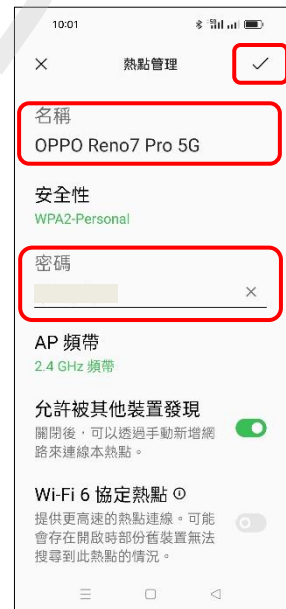 10:01
熱點管理
名稱
OPPO Reno7 Pro 5G
安全性
WPA2-Personal
密碼
AP 頻帶
2.4 GHz 頻帶
允許被其他裝置發現
關閉後，可以透過手動新增網
路來連線本熱點。
Wi-Fi 6 協定熱點
提供更高速的熱點連線。可能
會存在開啟時部份舊裝置無法
搜尋到此熱點的情況。